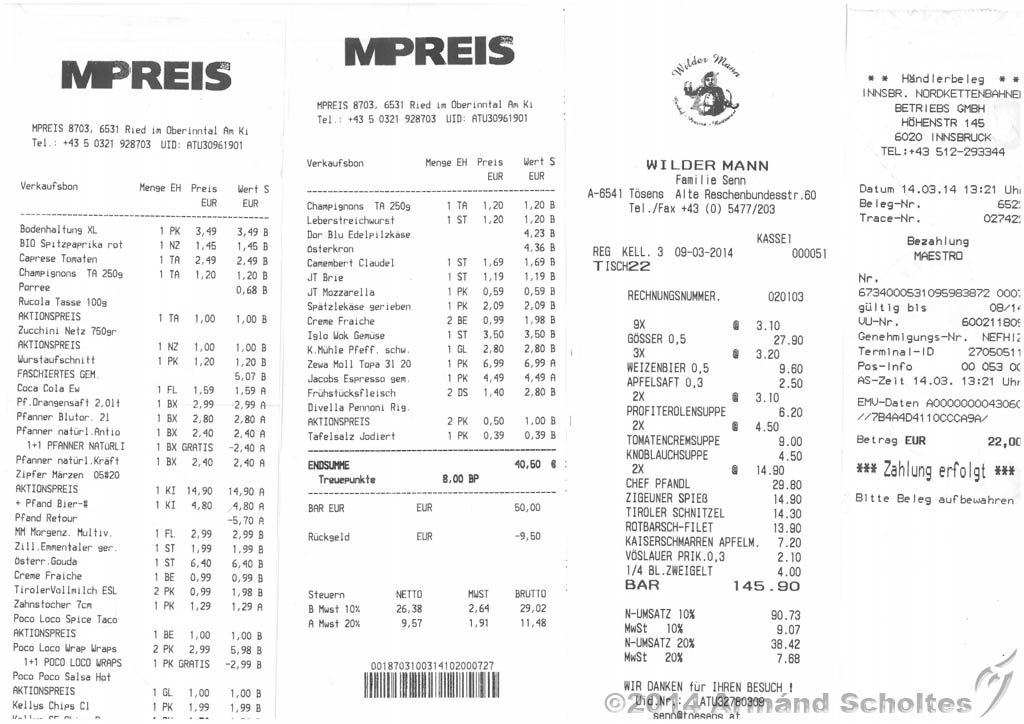 MPREIS
MPREIS 8703, 6531 Ried im Oberinntal Am Ki
Tel.: +43 5 0321 928703 UID: ATU30961901
Verkaufsbon Menge EH Preis Wert S
EUR EUR
Bodenhaltung XL 1 PK 3,49 3,49 B
BIO Spitzpaprika rot 1 NZ 1,45 1,45 B
Caprese Tomaten 1 TA 2,49 2,49 B
Champignons TA 250g 1 TA 1,20 1,20 B
Porree 0,68 B
Rucola Tasse 100g
AKTIONSPREIS 1 TA 1,00 1,00 B
Zucchini Netz 750gr
AKTIONSPREIS 1 NZ 1,00 1,00 B
Wurstaufschnitt 1 PK 1,20 1,20 B
FASCHIERTES GEM. 5,07 B
Coca Cola Ew 1 FL 1,59 1,59 A
Pf.Orangensaft 2,0lt 1 BX 2,99 2,99 A
Pfanner Blutor. 2l 1 BX 2,80 2,80 A
Pfanner natürl.Antio 1 BX 2,40 2,40 A
1+1 PFANNER NATURLI 1 BX GRATIS -2,40 A
Pfanner natürl.Kräft 1 BX 2,40 2,40 A
Zipfer Märzen 05#20
AKTIONSPREIS 1 KI 14,90 14,90 A
+ Pfand Bier-# 1 KI 4,80 4,80 A
Pfand Retour -5,70 A
MM Morgenz. Multiv. 1 FL 2,99 2,99 B
Zill.Emmentaler ger. 1 ST 1,99 1,99 B
Österr.Gouda 1 ST 6,40 6,40 B
Creme Fraiche 1 BE 0,99 0,99 B
TirolerVollmilch ESL 2 PK 0,99 1,98 B
Zahnstocher 7cm 1 PK 1,29 1,29 A
Poco Loco Spice Taco
AKTIONSPREIS 1 BE 1,00 1,00 B
Poco Loco Wrap Wraps 2 PK 2,99 5,98 B
1+1 POCO LOCO WRAPS 1 PK GRATIS -2,99 B
Poco Poco Salsa Hot
AKTIONSPREIS 1 GL 1,00 1,00 B
Kellys Chips Cl 1 PK 1,99 1,99 B
MPREIS
MPREIS 8703, 6531 Ried im Oberinntal Am Ki
Tel.: +43 5 0321 928703 UID: ATU30961901
Verkaufsbon Menge EH Preis Wert S
EUR EUR
Champignons TA 250g 1 TA 1,20 1,20 B
Leberstreichwurst 1 ST 1,20 1,20 B
Dor Blu Edelpilzkäse 4,23 B
Osterkron 4,36 B
Camembert Claudel 1 ST 1,69 1,69 B
JT Brie 1 ST 1,19 1,19 B
JT Mozzarella 1 PK 0,59 0,59 B
Spätzlekäse gerieben 1 PK 2,09 2,09 B
Creme Fraiche 2 BE 0,99 1,98 B
Iglo Wok Gemüse 1 ST 3,50 3,50 B
K.Mühle Pfeff. schw. 1 GL 2,80 2,80 B
Zewa Moll Topa 3l 20 1 PK 6,99 6,99 A
Jacobs Espresso gem. 1 PK 4,49 4,49 A
Frühstücksfleisch 2 DS 1,40 2,80 B
Divella Pennoni Rig.
AKTIONSPREIS 2 PK 0,50 1,00 B
Tafelsalz Jodiert 1 PK 0,39 0,39 B
ENDSUMME 40,50 @
Treuepunkte 8,00 BP
BAR EUR EUR 50,00
Rückgeld EUR -9,50
Steuern NETTO MWST BRUTTO
B Mwst 10% 26,38 2,64 29,02
A Mwst 20% 9,57 1,91 11,48
0018703100314102000727
Wilder Mann
WILDER MANN
Familie Senn
A-6541 Tösens Alte Reschenbundesstr.60
Tel./Fax +43 (0) 5477/203
KASSE1
REG KELL. 3 09-03-2014 000051
TISCH22
RECHNUNGSNUMMER. 020103
9X @ 3.10
GÖSSER 0,5 27.90
3X @ 3.20
WEIZENBIER 0,5 9.60
APFELSAFT 0,3 2.50
2X @ 3.10
PROFITEROLENSUPPE 6.20
2X @ 4.50
TOMATENCREMSUPPE 9.00
KNOBLAUCHSUPPE 4.50
2X @ 14.90
CHEF PFANDL 29.80
ZIGEUNER SPIEß 14.90
TIROLER SCHNITZEL 14.30
ROTBARSCH-FILET 13.90
KAISERSCHMARREN APFELM. 7.20
VÖSLAUER PRIK.0,3 2.10
1/4 BL.ZWEIGELT 4.00
BAR 145.90
N-UMSATZ 10% 90.73
MwSt 10% 9.07
N-UMSATZ 20% 38.42
MwSt 20% 7.68
WIR DANKEN für IHREN BESUCH !
Uid.Nr.: ATU32780309
senn@toesens.at
* * Händlerbeleg * *
INNSBR. NORDKETTENBAHNEN
BETRIEBS GMBH
HÖHENSTR 145
6020 INNSBRUCK
TEL:+43 512-293344
Datum 14.03.14 13:21 Uhr
Beleg-Nr. 652
Trace-Nr. 02742
Bezahlung
MAESTRO
Nr.
6734000531095983872 000
gültig bis 08/14
VU-Nr. 60021180
Genehmigungs-Nr. NEFHI
Terminal-ID 2705051
Pos-Info 00 053 00
AS-Zeit 14.03. 13:21 Uhr
EMV-Daten A0000000043060
//7B4A4D4110CCCA9A/
Betrag EUR 22,00
*** Zahlung erfolgt ***
Bitte Beleg aufbewahren
©2014 Armánd Scholtes